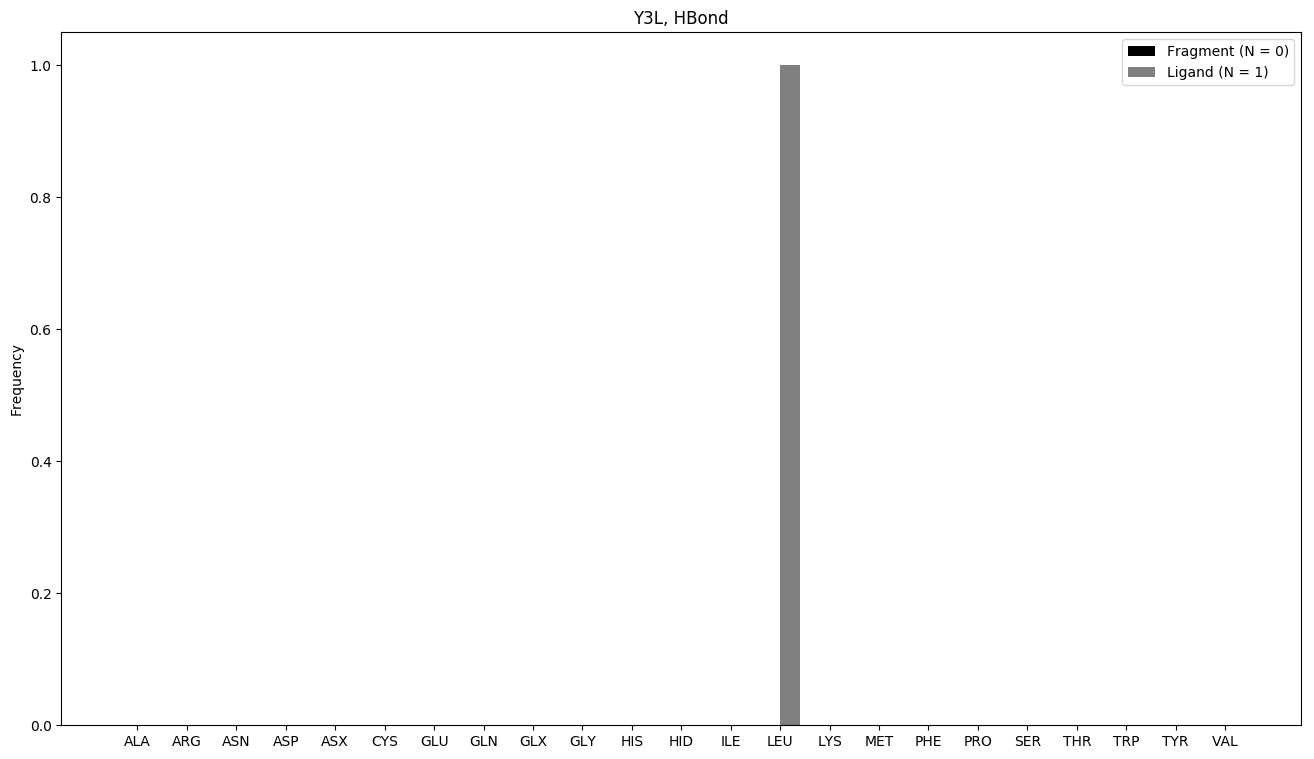 Y3L, HBond
Fragment (N = 0)
Ligand (N = 1)
1.0
0.8
0.6
0.4
0.2
0.0
Frequency
ALA ARG ASN ASP ASX CYS GLU GLN GLX GLY HIS HID ILE LEU LYS MET PHE PRO SER THR TRP TYR VAL